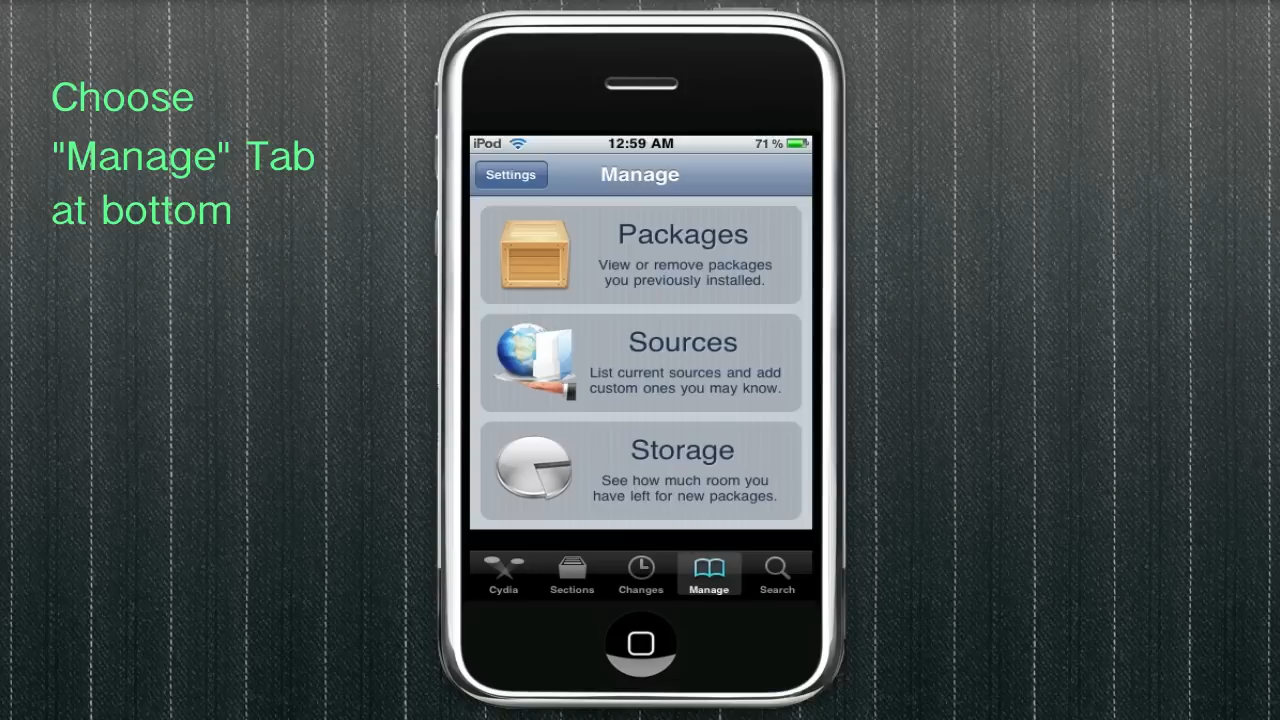 Choose
"Manage" Tab
at bottom
iPod 12:59 AM 71 %
Settings Manage
Packages
View or remove packages
you previously installed.
Sources
List current sources and add
custom ones you may know.
Storage
See how much room you
have left for new packages.
Cydia Sections Changes Manage Search